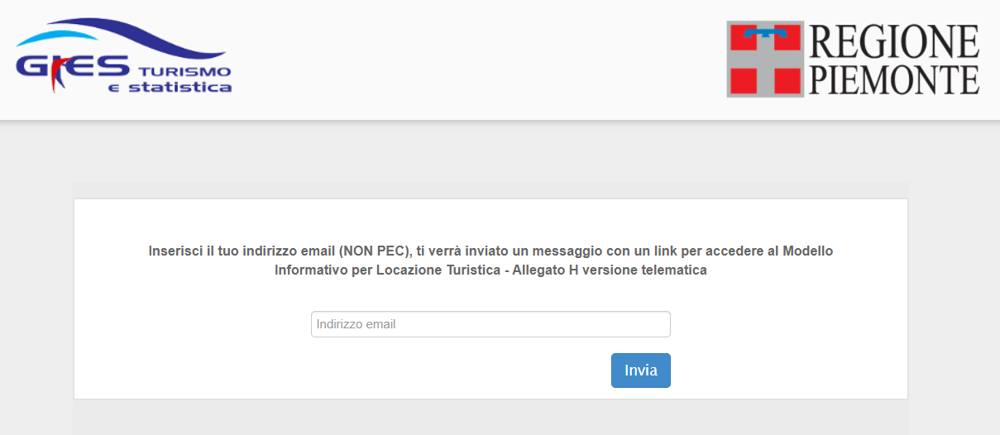 GIES TURISMO
e statistica
REGIONE
PIEMONTE
Inserisci il tuo indirizzo email (NON PEC), ti verrà inviato un messaggio con un link per accedere al Modello
Informativo per Locazione Turistica - Allegato H versione telematica
Indirizzo email
Invia